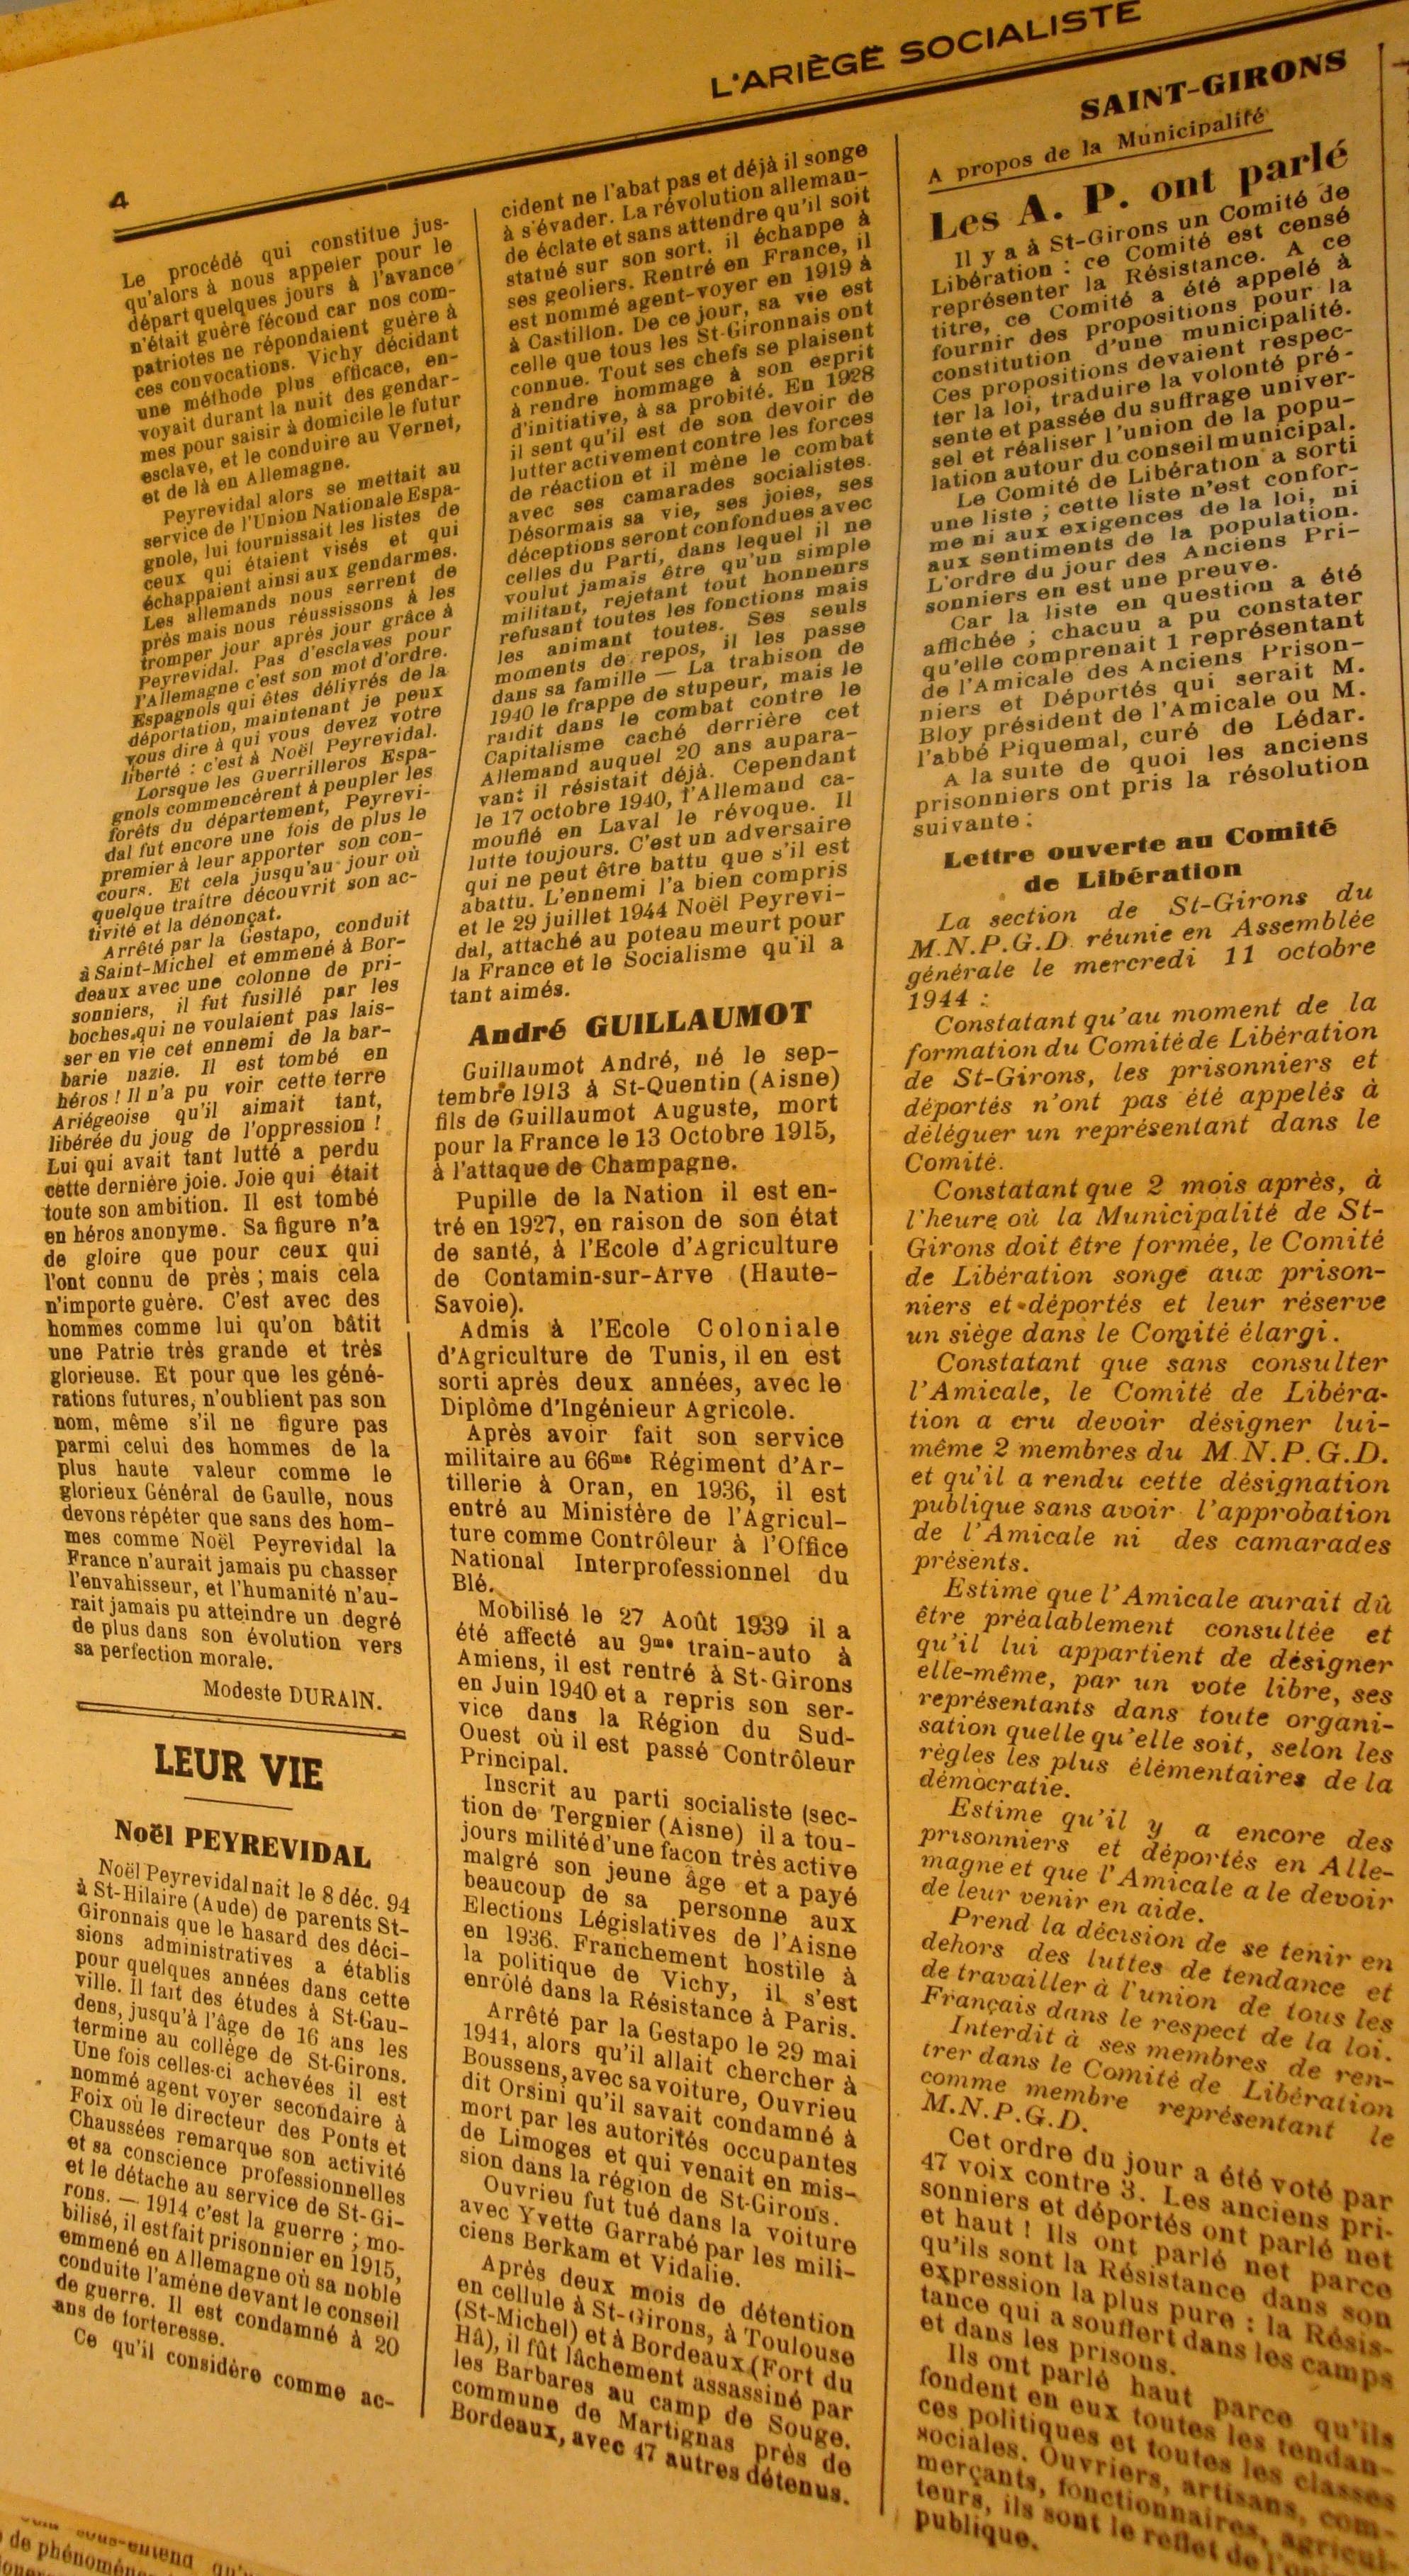 L'ARIÈGE SOCIALISTE
4
Le procédé qui constitue jus-
qu'alors à nous appeler pour le
départ quelques jours à l'avance
n'était guère fécond car nos com-
patriotes ne répondaient guère à
ces convocations. Vichy décidant
une méthode plus efficace, en-
voyait durant la nuit des gendar-
mes pour saisir à domicile le futur
esclave, et le conduire au Vernet,
et de là en Allemagne.
Peyrevidal alors se mettait au
service de l'Union Nationale Espa-
gnole, lui fournissait les listes de
ceux qui étaient visés et qui
échappaient ainsi aux gendarmes.
Les allemands nous serrent de
près mais nous réussissons à les
tromper jour après jour grâce à
Peyrevidal. Pas d'esclaves pour
l'Allemagne c'est son mot d'ordre.
Espagnols qui êtes délivrés de la
déportation, maintenant je peux
vous dire à qui vous devez votre
liberté : c'est à Noël Peyrevidal.
Lorsque les Guerrilleros Espa-
gnols commencèrent à peupler les
forêts du département, Peyrevi-
dal fut encore une fois de plus le
premier à leur apporter son con-
cours. Et cela jusqu'au jour où
quelque traitre découvrit son ac-
tivité et la dénonçat.
Arrêté par la Gestapo, conduit
à Saint-Michel et emmené à Bor-
deaux avec une colonne de pri-
sonniers, il fut fusillé par les
boches qui ne voulaient pas lais-
ser en vie cet ennemi de la bar-
barie nazie. Il est tombé en
héros ! Il n'a pu voir cette terre
Ariégeoise qu'il aimait tant,
libérée du joug de l'oppression !
Lui qui avait tant lutté a perdu
cette dernière joie. Joie qui était
toute son ambition. Il est tombé
en héros anonyme. Sa figure n'a
de gloire que pour ceux qui
l'ont connu de près ; mais cela
n'importe guère. C'est avec des
hommes comme lui qu'on bâtit
une Patrie très grande et très
glorieuse. Et pour que les géné-
rations futures, n'oublient pas son
nom, même s'il ne figure pas
parmi celui des hommes de la
plus haute valeur comme le
glorieux Général de Gaulle, nous
devons répéter que sans des hom-
mes comme Noël Peyrevidal la
France n'aurait jamais pu chasser
l'envahisseur, et l'humanité n'au-
rait jamais pu atteindre un degré
de plus dans son évolution vers
sa perfection morale.
Modeste DURAIN.
LEUR VIE
Noël PEYREVIDAL
Noël Peyrevidal nait le 8 déc. 94
à St-Hilaire (Aude) de parents St-
Gironnais que le hasard des déci-
sions administratives a établis
pour quelques années dans cette
ville. Il fait des études à St-Gau-
dens, jusqu'à l'âge de 16 ans les
termine au collège de St-Girons.
Une fois celles-ci achevées il est
nommé agent voyer secondaire à
Foix où le directeur des Ponts et
Chaussées remarque son activité
et sa conscience professionnelles
et le détache au service de St-Gi-
rons. — 1914 c'est la guerre ; mo-
bilisé, il est fait prisonnier en 1915,
emmené en Allemagne où sa noble
conduite l'amène devant le conseil
de guerre. Il est condamné à 20
ans de forteresse.
Ce qu'il considère comme ac-
cident ne l'abat pas et déjà il songe
à s'évader. La révolution alleman-
de éclate et sans attendre qu'il soit
statué sur son sort, il échappe à
ses geoliers. Rentré en France, il
est nommé agent-voyer en 1919 à
à Castillon. De ce jour, sa vie est
celle que tous les St-Gironnais ont
connue. Tout ses chefs se plaisent
à rendre hommage à son esprit
d'initiative, à sa probité. En 1928
il sent qu'il est de son devoir de
lutter activement contre les forces
de réaction et il mène le combat
avec ses camarades socialistes.
Désormais sa vie, ses joies, ses
déceptions seront confondues avec
celles du Parti, dans lequel il ne
voulut jamais être qu'un simple
militant, rejetant tout honneurs
refusant toutes les fonctions mais
les animant toutes. Ses seuls
moments de repos, il les passe
dans sa famille — La trahison de
1940 le frappe de stupeur, mais le
raidit dans le combat contre le
Capitalisme caché derrière cet
Allemand auquel 20 ans aupara-
vant il résistait déjà. Cependant
le 17 octobre 1940, l'Allemand ca-
mouflé en Laval le révoque. Il
lutte toujours. C'est un adversaire
qui ne peut être battu que s'il est
abattu. L'ennemi l'a bien compris
et le 29 juillet 1944 Noël Peyrevi-
dal, attaché au poteau meurt pour
la France et le Socialisme qu'il a
tant aimés.
André GUILLAUMOT
Guillaumot André, né le sep-
tembre 1913 à St-Quentin (Aisne)
fils de Guillaumot Auguste, mort
pour la France le 13 Octobre 1915,
à l'attaque de Champagne.
Pupille de la Nation il est en-
tré en 1927, en raison de son état
de santé, à l'Ecole d'Agriculture
de Contamin-sur-Arve (Haute-
Savoie).
Admis à l'Ecole Coloniale
d'Agriculture de Tunis, il en est
sorti après deux années, avec le
Diplôme d'Ingénieur Agricole.
Après avoir fait son service
militaire au 66me Régiment d'Ar-
tillerie à Oran, en 1936, il est
entré au Ministère de l'Agricul-
ture comme Contrôleur à l'Office
National Interprofessionnel du
Blé.
Mobilisé le 27 Août 1939 il a
été affecté au 9me train-auto à
Amiens, il est rentré à St-Girons
en Juin 1940 et a repris son ser-
vice dans la Région du Sud-
Ouest où il est passé Contrôleur
Principal.
Inscrit au parti socialiste (sec-
tion de Tergnier (Aisne) il a tou-
jours milité d'une façon très active
malgré son jeune âge et a payé
beaucoup de sa personne aux
Elections Législatives de l'Aisne
en 1936. Franchement hostile à
la politique de Vichy, il s'est
enrôlé dans la Résistance à Paris.
Arrêté par la Gestapo le 29 mai
1944, alors qu'il allait chercher à
Boussens, avec sa voiture, Ouvrieu
dit Orsini qu'il savait condamné à
mort par les autorités occupantes
de Limoges et qui venait en mis-
sion dans la région de St-Girons.
Ouvrieu fut tué dans la voiture
avec Yvette Garrabé par les mili-
ciens Berkam et Vidalie.
Après deux mois de détention
en cellule à St-Girons, à Toulouse
(St-Michel) et à Bordeaux (Fort du
Hâ), il fût lâchement assassiné par
les Barbares au camp de Souge,
commune de Martignas près de
Bordeaux, avec 47 autres détenus.
SAINT-GIRONS
A propos de la Municipalité
Les A. P. ont parlé
Il y a à St-Girons un Comité de
Libération : ce Comité est censé
représenter la Résistance. A ce
titre, ce Comité a été appelé à
fournir des propositions pour la
constitution d'une municipalité.
Ces propositions devaient respec-
ter la loi, traduire la volonté pré-
sente et passée du suffrage univer-
sel et réaliser l'union de la popu-
lation autour du conseil municipal.
Le Comité de Libération a sorti
une liste ; cette liste n'est confor-
me ni aux exigences de la loi, ni
aux sentiments de la population.
L'ordre du jour des Anciens Pri-
sonniers en est une preuve.
Car la liste en question a été
affichée ; chacuu a pu constater
qu'elle comprenait 1 représentant
de l'Amicale des Anciens Prison-
niers et Déportés qui serait M.
Bloy président de l'Amicale ou M.
l'abbé Piquemal, curé de Lédar.
A la suite de quoi les anciens
prisonniers ont pris la résolution
suivante :
Lettre ouverte au Comité
de Libération
La section de St-Girons du
M.N.P.G.D. réunie en Assemblée
générale le mercredi 11 octobre
1944 :
Constatant qu'au moment de la
formation du Comité de Libération
de St-Girons, les prisonniers et
déportés n'ont pas été appelés à
déléguer un représentant dans le
Comité.
Constatant que 2 mois après, à
l'heure où la Municipalité de St-
Girons doit être formée, le Comité
de Libération songe aux prison-
niers et déportés et leur réserve
un siège dans le Comité élargi.
Constatant que sans consulter
l'Amicale, le Comité de Libéra-
tion a cru devoir désigner lui-
même 2 membres du M.N.P.G.D.
et qu'il a rendu cette désignation
publique sans avoir l'approbation
de l'Amicale ni des camarades
présents.
Estime que l'Amicale aurait dû
être préalablement consultée et
qu'il lui appartient de désigner
elle-même, par un vote libre, ses
représentants dans toute organi-
sation quelle qu'elle soit, selon les
règles les plus élémentaires de la
démocratie.
Estime qu'il y a encore des
prisonniers et déportés en Alle-
magne et que l'Amicale a le devoir
de leur venir en aide.
Prend la décision de se tenir en
dehors des luttes de tendance et
de travailler à l'union de tous les
Français dans le respect de la loi.
Interdit à ses membres de ren-
trer dans le Comité de Libération
comme membre représentant le
M.N.P.G.D.
Cet ordre du jour a été voté par
47 voix contre 3. Les anciens pri-
sonniers et déportés ont parlé net
et haut ! Ils ont parlé net parce
qu'ils sont la Résistance dans son
expression la plus pure : la Résis-
tance qui a souffert dans les camps
et dans les prisons.
Ils ont parlé haut parce qu'ils
fondent en eux toutes les tendan-
ces politiques et toutes les classes
sociales. Ouvriers, artisans, com-
merçants, fonctionnaires, agricul-
teurs, ils sont le reflet de
publique.
sous-entend
de phénomè